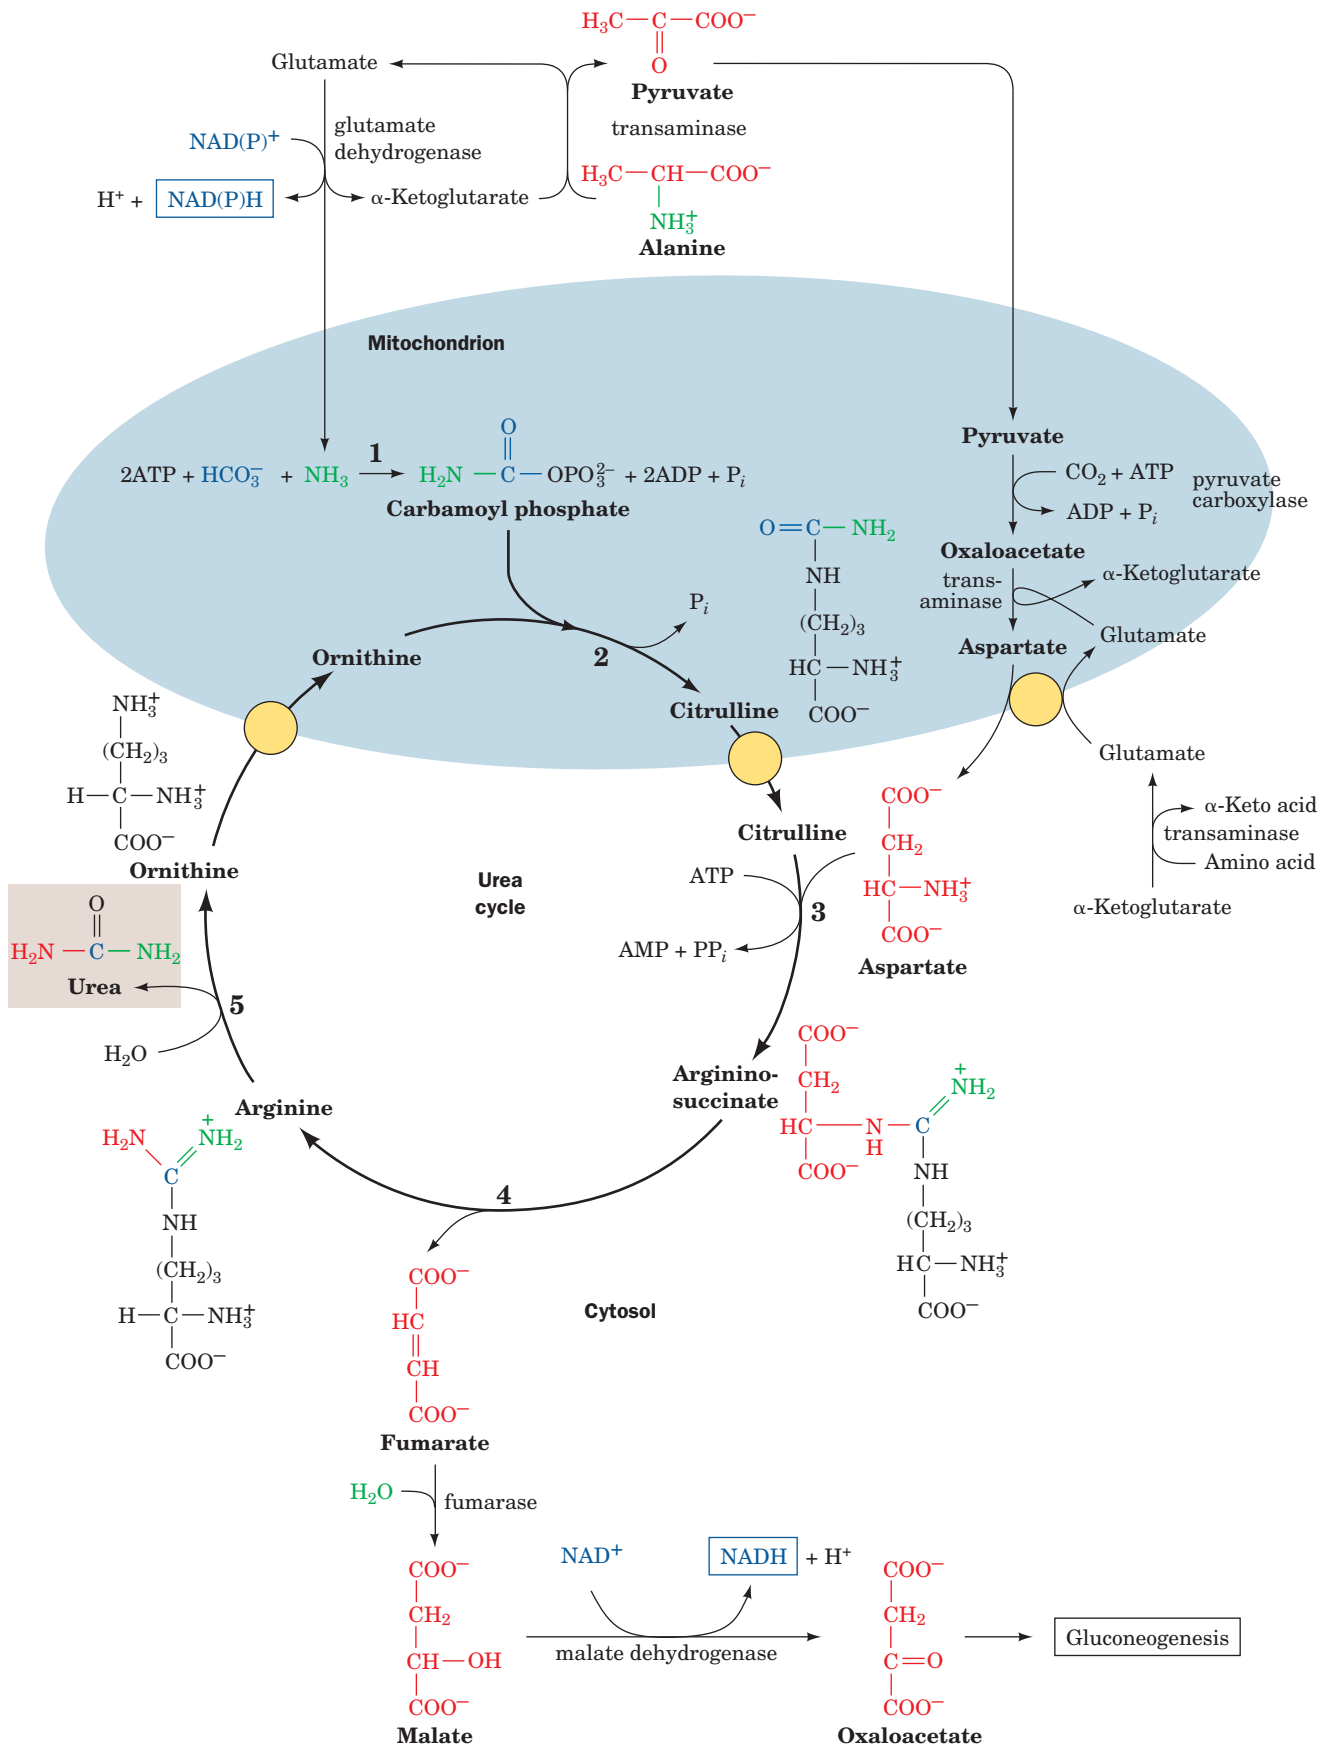 H₃C—C—COO⁻
O
Pyruvate
Glutamate
transaminase
glutamate
dehydrogenase
NAD(P)⁺
H⁺ + NAD(P)H
α-Ketoglutarate
H₃C—CH—COO⁻
NH₃⁺
Alanine
Mitochondrion
O
1
2ATP + HCO₃⁻ + NH₃ H₂N—C—OPO₃²⁻ + 2ADP + Pᵢ
Carbamoyl phosphate
Pyruvate
CO₂ + ATP
pyruvate
carboxylase
ADP + Pᵢ
Oxaloacetate
trans-
aminase
α-Ketoglutarate
Glutamate
Aspartate
O=C—NH₂
NH
(CH₂)₃
HC—NH₃⁺
COO⁻
Pᵢ
2
Ornithine
Citrulline
NH₃⁺
(CH₂)₃
H—C—NH₃⁺
COO⁻
Ornithine
Glutamate
α-Keto acid
transaminase
Amino acid
α-Ketoglutarate
Citrulline
ATP
3
AMP + PPᵢ
COO⁻
CH₂
HC—NH₃⁺
COO⁻
Aspartate
Urea
cycle
O
H₂N—C—NH₂
Urea
5
H₂O
Arginino-
succinate
COO⁻
CH₂
HC—N—C
H
COO⁻
+
NH₂
NH
(CH₂)₃
HC—NH₃⁺
COO⁻
Arginine
H₂N
+
NH₂
C
NH
(CH₂)₃
H—C—NH₃⁺
COO⁻
4
Cytosol
COO⁻
HC
CH
COO⁻
Fumarate
H₂O
fumarase
COO⁻
CH₂
CH—OH
COO⁻
Malate
NAD⁺
NADH + H⁺
malate dehydrogenase
COO⁻
CH₂
C=O
COO⁻
Oxaloacetate
Gluconeogenesis